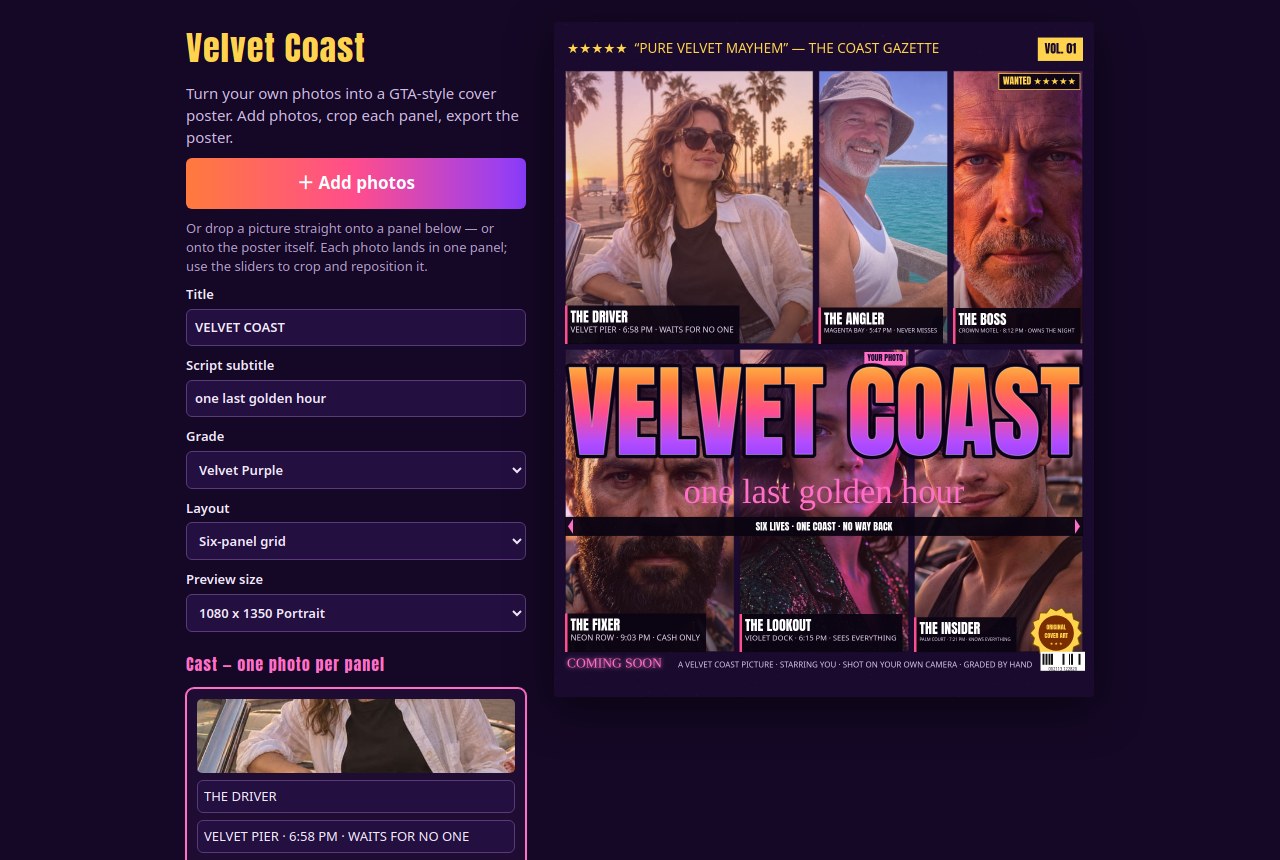 Velvet Coast
Turn your own photos into a GTA-style cover
poster. Add photos, crop each panel, export the
poster.
+ Add photos
Or drop a picture straight onto a panel below — or
onto the poster itself. Each photo lands in one panel;
use the sliders to crop and reposition it.
Title
VELVET COAST
Script subtitle
one last golden hour
Grade
Velvet Purple
Layout
Six-panel grid
Preview size
1080 x 1350 Portrait
Cast – one photo per panel
THE DRIVER
VELVET PIER · 6:58 PM · WAITS FOR NO ONE
★★★★★ “PURE VELVET MAYHEM” — THE COAST GAZETTE
VOL. 01
WANTED ★★★★★
THE DRIVER
VELVET PIER · 6:58 PM · WAITS FOR NO ONE
THE ANGLER
MAGENTA BAY · 5:47 PM · NEVER MISSES
THE BOSS
CROWN MOTEL · 8:12 PM · OWNS THE NIGHT
YOUR PHOTO
VELVET COAST
one last golden hour
SIX LIVES · ONE COAST · NO WAY BACK
THE FIXER
NEON ROW · 9:03 PM · CASH ONLY
THE LOOKOUT
VIOLET DOCK · 6:15 PM · SEES EVERYTHING
THE INSIDER
PALM COURT · 7:21 PM · KNOWS EVERYTHING
ORIGINAL
COVER ART
COMING SOON
A VELVET COAST PICTURE · STARRING YOU · SHOT ON YOUR OWN CAMERA · GRADED BY HAND